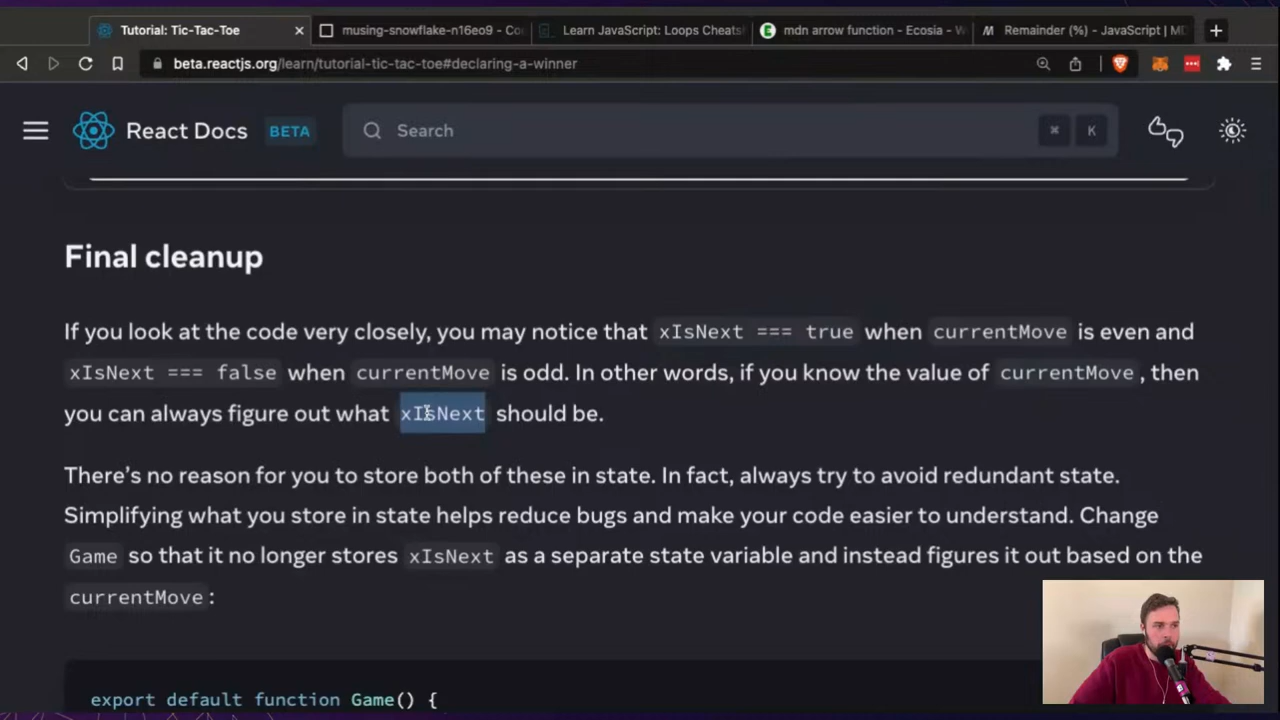 Tutorial: Tic-Tac-Toe
musing-snowflake-n16eo9 - Co
Learn JavaScript: Loops Cheats
mdn arrow function - Ecosia - W
Remainder (%) - JavaScript | M
beta.reactjs.org/learn/tutorial-tic-tac-toe#declaring-a-winner
React Docs BETA
Search
⌘ K
Final cleanup
If you look at the code very closely, you may notice that xIsNext === true when currentMove is even and
xIsNext === false when currentMove is odd. In other words, if you know the value of currentMove, then
you can always figure out what xIsNext should be.
There’s no reason for you to store both of these in state. In fact, always try to avoid redundant state.
Simplifying what you store in state helps reduce bugs and make your code easier to understand. Change
Game so that it no longer stores xIsNext as a separate state variable and instead figures it out based on the
currentMove:
export default function Game() {